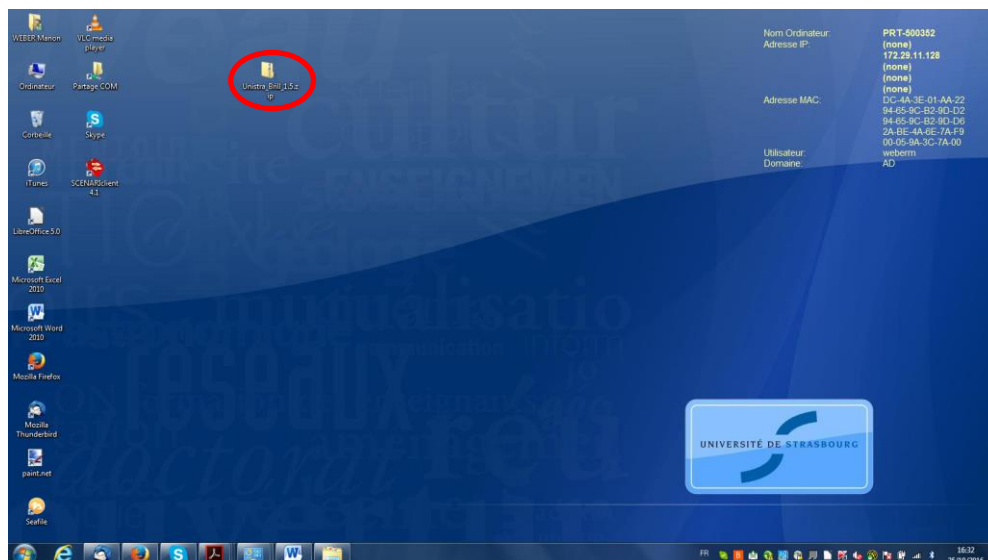 WEBER Manon
VLC media
player
Ordinateur
Partage COM
Unistra_Brill_1.5.z
ip
Corbeille
Skype
iTunes
SCENARIclient
4.1
LibreOffice 5.0
Microsoft Excel
2010
Microsoft Word
2010
Mozilla Firefox
Mozilla
Thunderbird
paint.net
Seafile
Nom Ordinateur: PRT-500352
Adresse IP: (none)
172.29.11.128
(none)
(none)
(none)
Adresse MAC: DC-4A-3E-01-AA-22
94-65-9C-B2-9D-D2
94-65-9C-B2-9D-D6
2A-BE-4A-6E-7A-F9
00-05-9A-3C-7A-00
Utilisateur: weberm
Domaine: AD
mutualisatio
réseaux
UNIVERSITÉ DE STRASBOURG
FR
16:32